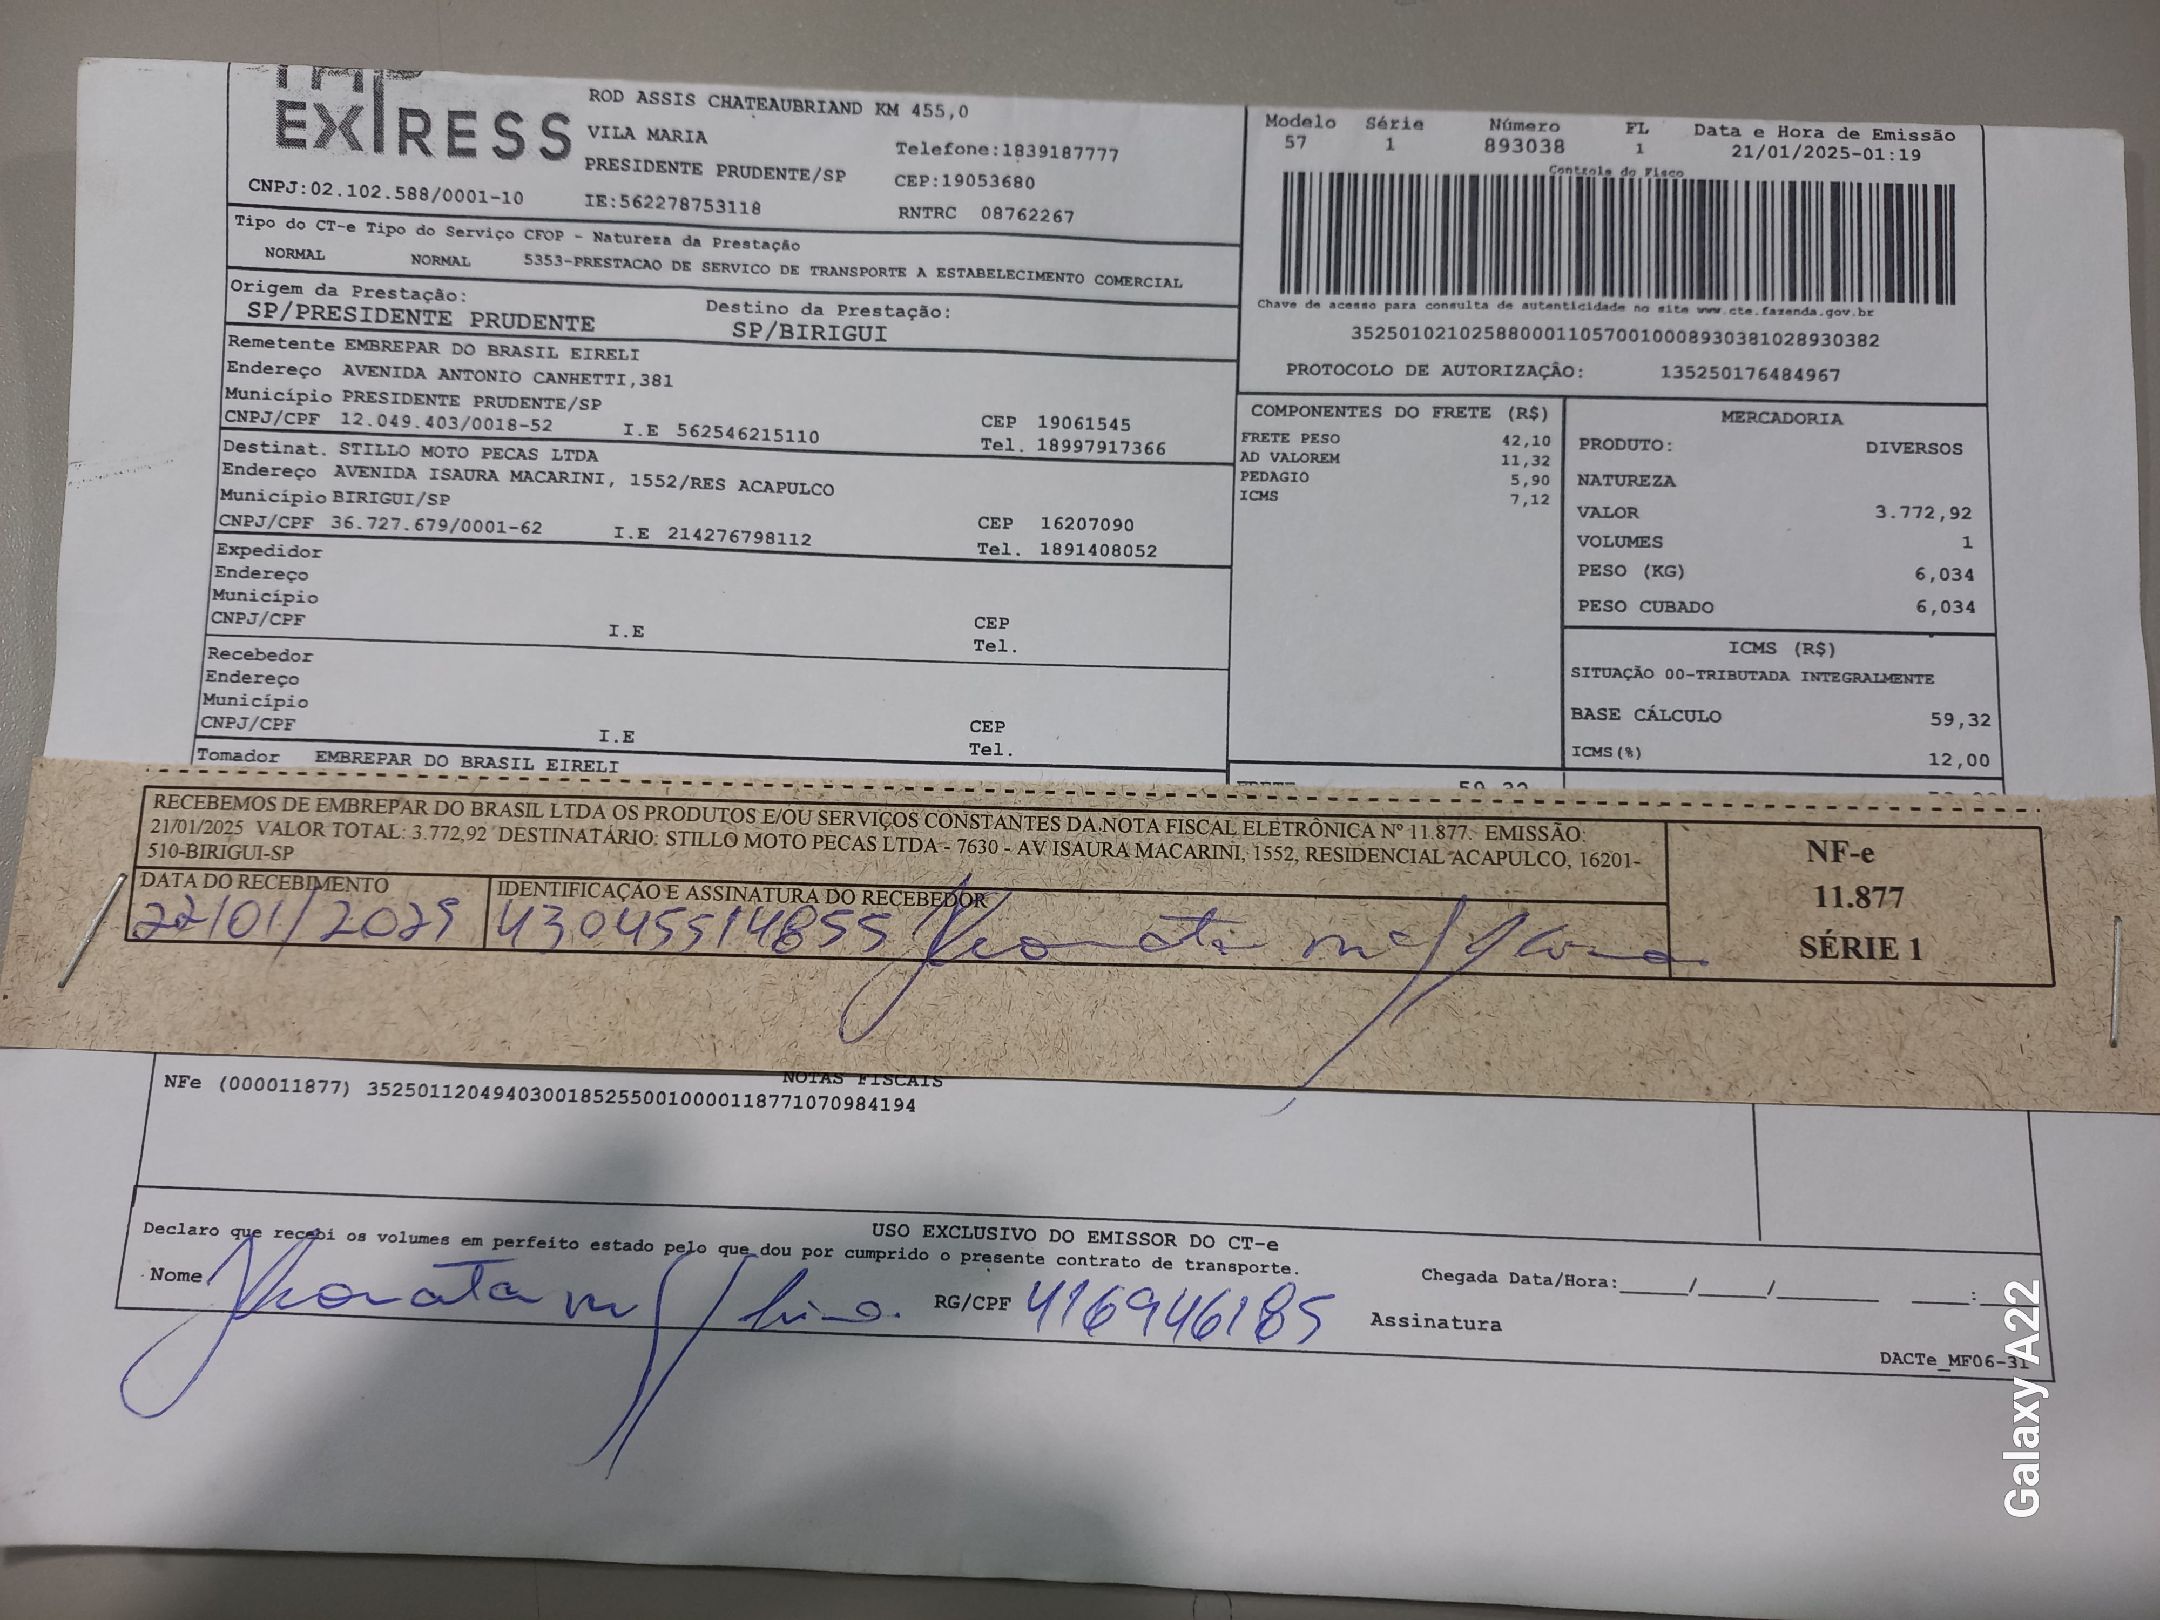 EXPRESS
ROD ASSIS CHATEAUBRIAND KM 455,0
VILA MARIA
Telefone:1839187777
PRESIDENTE PRUDENTE/SP
CEP:19053680
CNPJ:02.102.588/0001-10
IE:562278753118
RNTRC 08762267
Modelo Série Número FL Data e Hora de Emissão
57 1 893038 1 21/01/2025-01:19
Controle do Fisco
Chave de acesso para consulta de autenticidade no site www.cte.fazenda.gov.br
35250102102588000110570010008930381028930382
PROTOCOLO DE AUTORIZAÇÃO: 135250176484967
Tipo do CT-e Tipo do Serviço CFOP - Natureza da Prestação
NORMAL NORMAL 5353-PRESTACAO DE SERVICO DE TRANSPORTE A ESTABELECIMENTO COMERCIAL
Origem da Prestação: Destino da Prestação:
SP/PRESIDENTE PRUDENTE SP/BIRIGUI
Remetente EMBREPAR DO BRASIL EIRELI
Endereço AVENIDA ANTONIO CANHETTI,381
Município PRESIDENTE PRUDENTE/SP CEP 19061545
CNPJ/CPF 12.049.403/0018-52 I.E 562546215110 Tel. 18997917366
Destinat. STILLO MOTO PECAS LTDA
Endereço AVENIDA ISAURA MACARINI, 1552/RES ACAPULCO
Município BIRIGUI/SP CEP 16207090
CNPJ/CPF 36.727.679/0001-62 I.E 214276798112 Tel. 1891408052
Expedidor
Endereço
Município CEP
CNPJ/CPF I.E Tel.
Recebedor
Endereço
Município CEP
CNPJ/CPF I.E Tel.
Tomador EMBREPAR DO BRASIL EIRELI
COMPONENTES DO FRETE (R$)
FRETE PESO 42,10
AD VALOREM 11,32
PEDAGIO 5,90
ICMS 7,12
MERCADORIA
PRODUTO: DIVERSOS
NATUREZA
VALOR 3.772,92
VOLUMES 1
PESO (KG) 6,034
PESO CUBADO 6,034
ICMS (R$)
SITUAÇÃO 00-TRIBUTADA INTEGRALMENTE
BASE CÁLCULO 59,32
ICMS(%) 12,00
RECEBEMOS DE EMBREPAR DO BRASIL LTDA OS PRODUTOS E/OU SERVIÇOS CONSTANTES DA NOTA FISCAL ELETRÔNICA Nº 11.877. EMISSÃO:
21/01/2025 VALOR TOTAL: 3.772,92 DESTINATÁRIO: STILLO MOTO PECAS LTDA - 7630 - AV ISAURA MACARINI, 1552, RESIDENCIAL ACAPULCO, 16201-
510-BIRIGUI-SP
DATA DO RECEBIMENTO IDENTIFICAÇÃO E ASSINATURA DO RECEBEDOR
22/01/2025 43045514855
NF-e
11.877
SÉRIE 1
NOTAS FISCAIS
NFe (000011877) 35250112049403001852550010000118771070984194
USO EXCLUSIVO DO EMISSOR DO CT-e
Declaro que recebi os volumes em perfeito estado pelo que dou por cumprido o presente contrato de transporte.
Nome RG/CPF 416946185
Chegada Data/Hora:_____/_____/_______ ____:____
Assinatura
DACTe_MF06-31
Galaxy A22